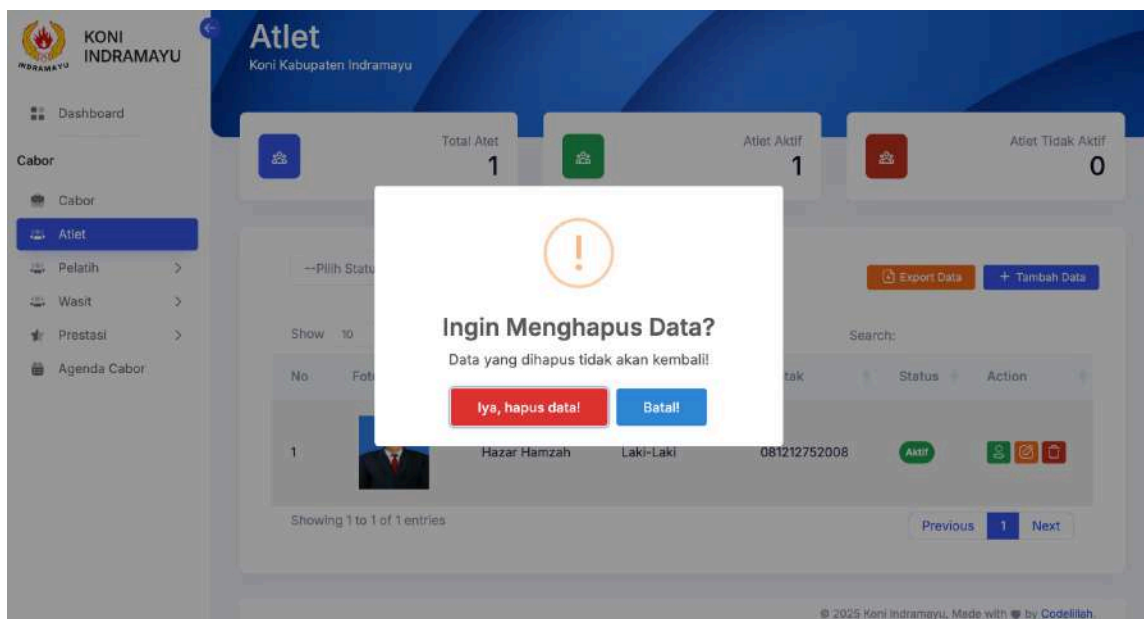 KONI
INDRAMAYU
INDRAMAYU
Dashboard
Cabor
Cabor
Atlet
Pelatih
Wasit
Prestasi
Agenda Cabor
Atlet
Koni Kabupaten Indramayu
Total Atet
1
Atlet Aktif
1
Atlet Tidak Aktif
0
--Pilih Statu
Export Data
+ Tambah Data
!
Ingin Menghapus Data?
Data yang dihapus tidak akan kembali!
Iya, hapus data! Batal!
Show 10 Search:
No Foto tak Status Action
1 Hazar Hamzah Laki-Laki 081212752008 Aktif
Showing 1 to 1 of 1 entries
Previous 1 Next
© 2025 Koni Indramayu, Made with by Codelillah.